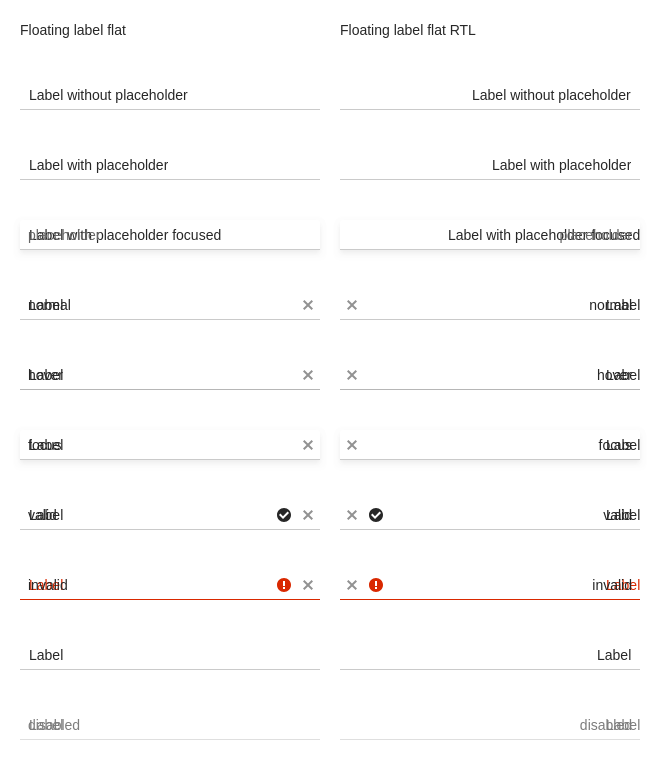 Floating label flat
Floating label flat RTL
Label without placeholder
Label without placeholder
Label with placeholder
Label with placeholder
placeholder Label with placeholder focused
Label with placeholder focused placeholder
normal Label
normal Label
hover Label
hover Label
focus Label
focus Label
valid Label
valid Label
invalid Label
invalid Label
Label
Label
disabled Label
disabled Label